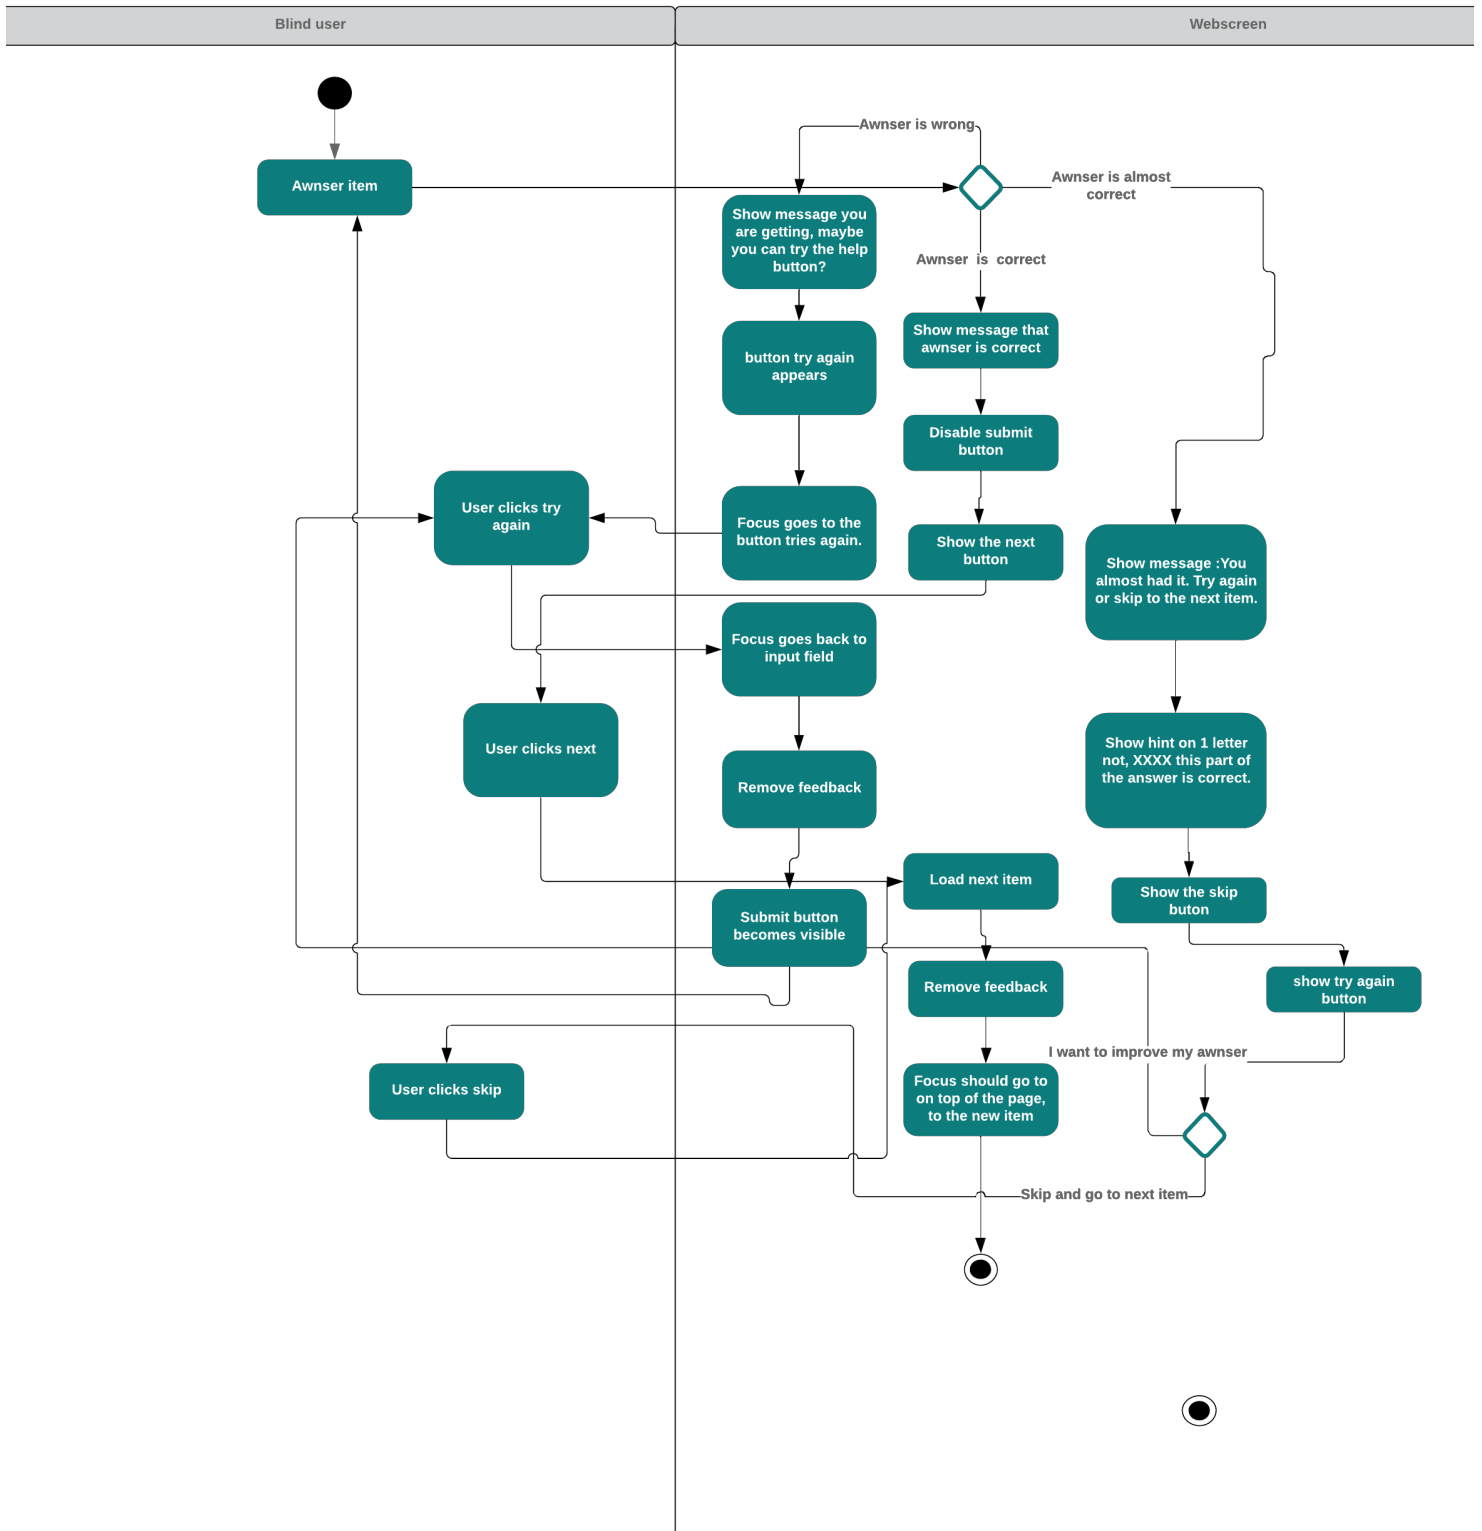 Blind user
Webscreen
Awnser is wrong
Awnser item
Awnser is almost
correct
Show message you
are getting, maybe
you can try the help
button?
Awnser  is  correct
Show message that
awnser is correct
button try again
appears
Disable submit
button
User clicks try
again
Focus goes to the
button tries again.
Show the next
button
Show message :You
almost had it. Try again
or skip to the next item.
Focus goes back to
input field
User clicks next
Show hint on 1 letter
not, XXXX this part of
the answer is correct.
Remove feedback
Load next item
Show the skip
buton
Submit button
becomes visible
Remove feedback
show try again
button
I want to improve my awnser
User clicks skip
Focus should go to
on top of the page,
to the new item
Skip and go to next item